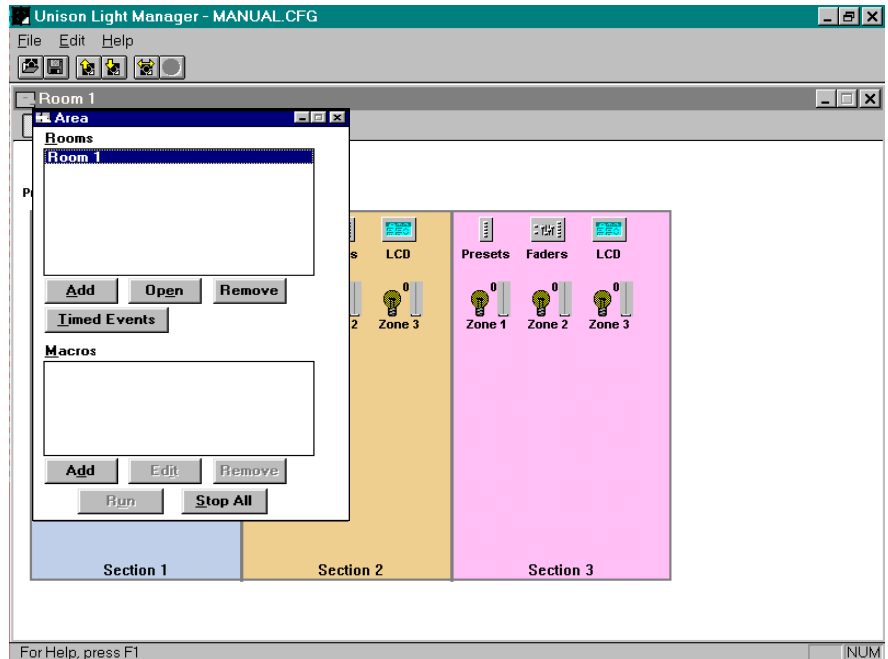 Unison Light Manager - MANUAL.CFG
File Edit Help
Room 1
Area
Rooms
Room 1
Add Open Remove
Timed Events
Macros
Add Edit Remove
Run Stop All
LCD
Presets Faders LCD
0 0 0 0
2 Zone 3 Zone 1 Zone 2 Zone 3
Section 1 Section 2 Section 3
For Help, press F1 NUM